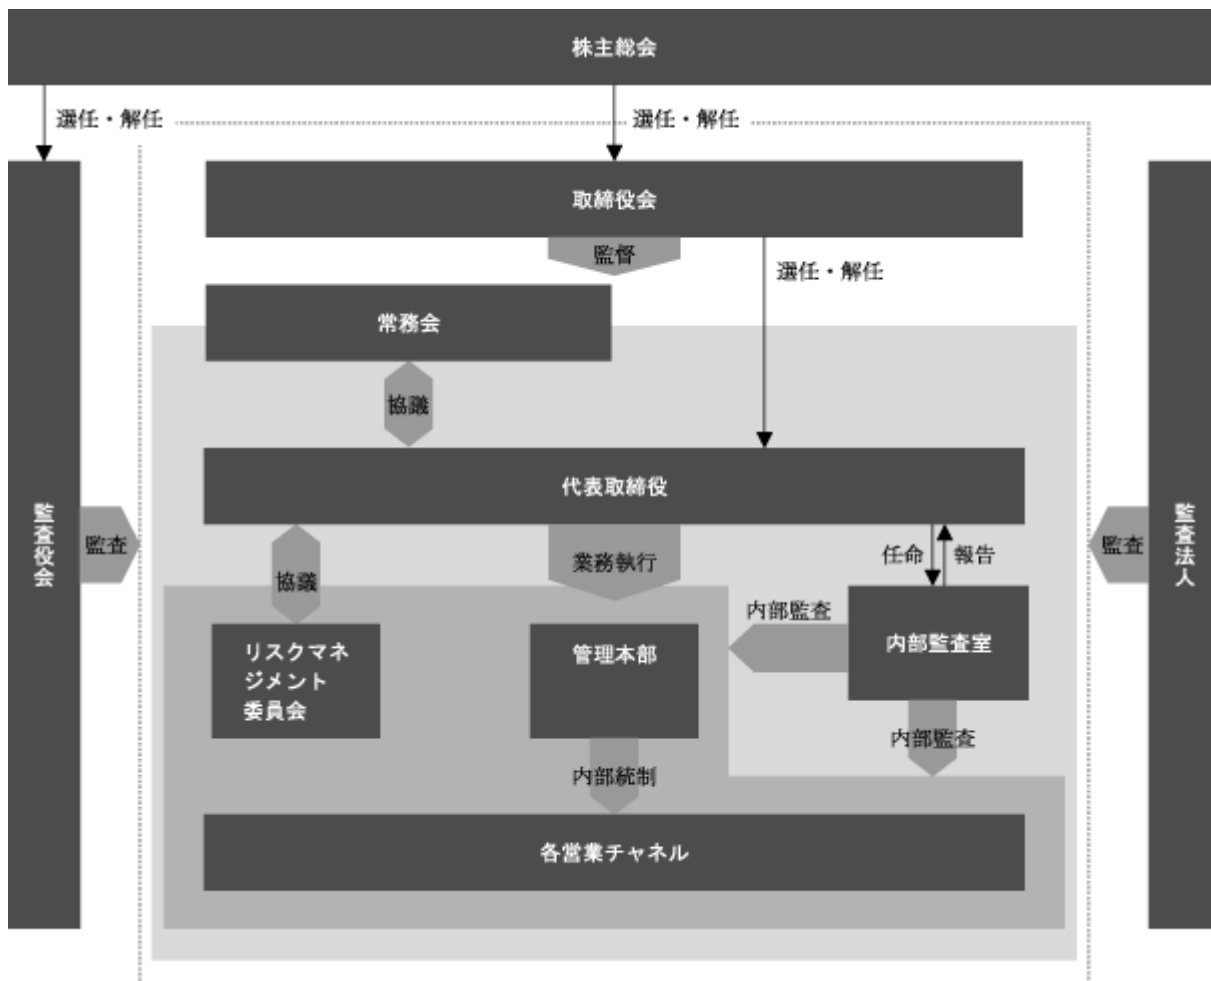 株主総会
選任・解任
選任・解任
取締役会
監督
選任・解任
常務会
協議
代表取締役
監査役会
監査
監査
監査法人
協議
業務執行
任命
報告
内部監査
リスクマネ
ジメント
委員会
管理本部
内部監査室
内部監査
内部統制
各営業チャネル